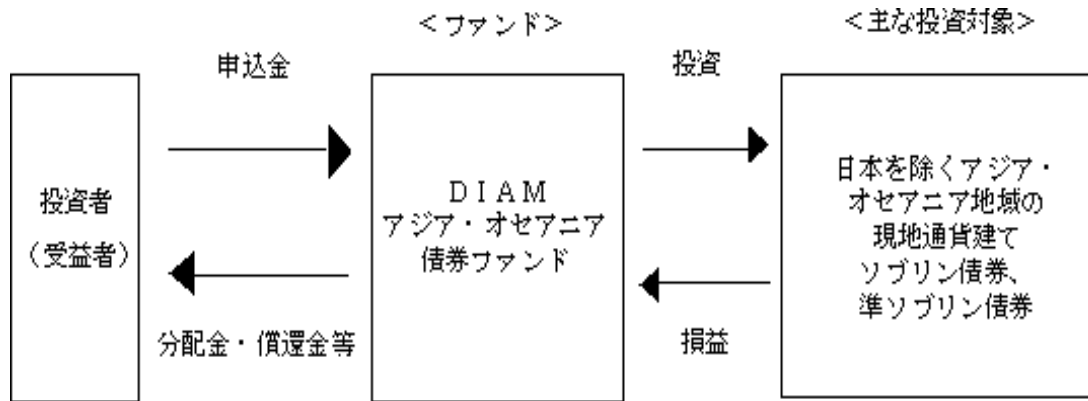 ＜ファンド＞
＜主な投資対象＞
申込金
投資
投資者
（受益者）
ＤＩＡＭ
アジア・オセアニア
債券ファンド
日本を除くアジア・
オセアニア地域の
現地通貨建て
ソブリン債券、
準ソブリン債券
分配金・償還金等
損益